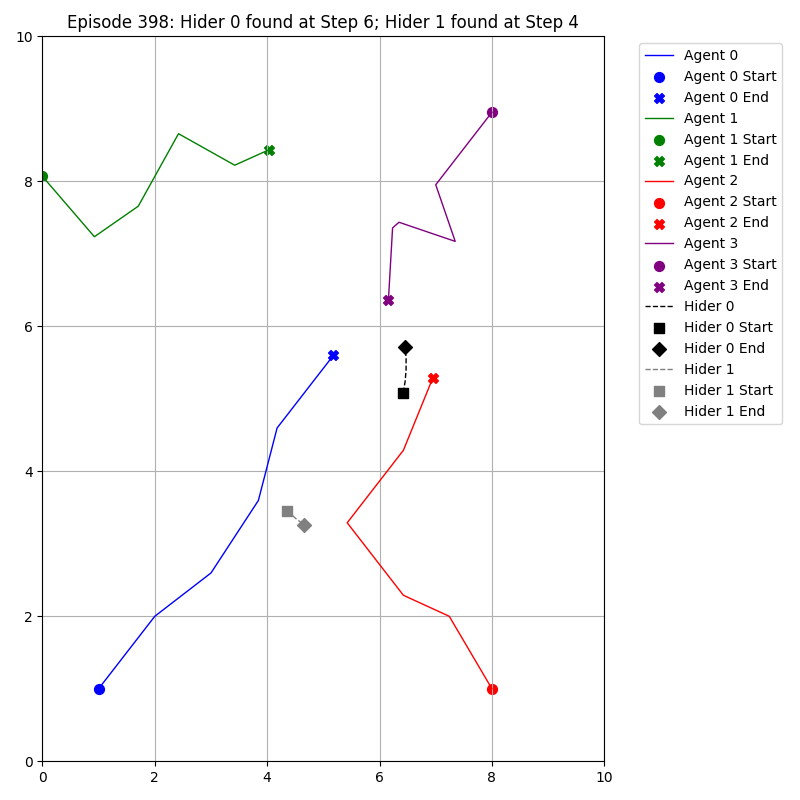 Episode 398: Hider 0 found at Step 6; Hider 1 found at Step 4
10
8
6
4
2
0
0 2 4 6 8 10
Agent 0
Agent 0 Start
Agent 0 End
Agent 1
Agent 1 Start
Agent 1 End
Agent 2
Agent 2 Start
Agent 2 End
Agent 3
Agent 3 Start
Agent 3 End
Hider 0
Hider 0 Start
Hider 0 End
Hider 1
Hider 1 Start
Hider 1 End